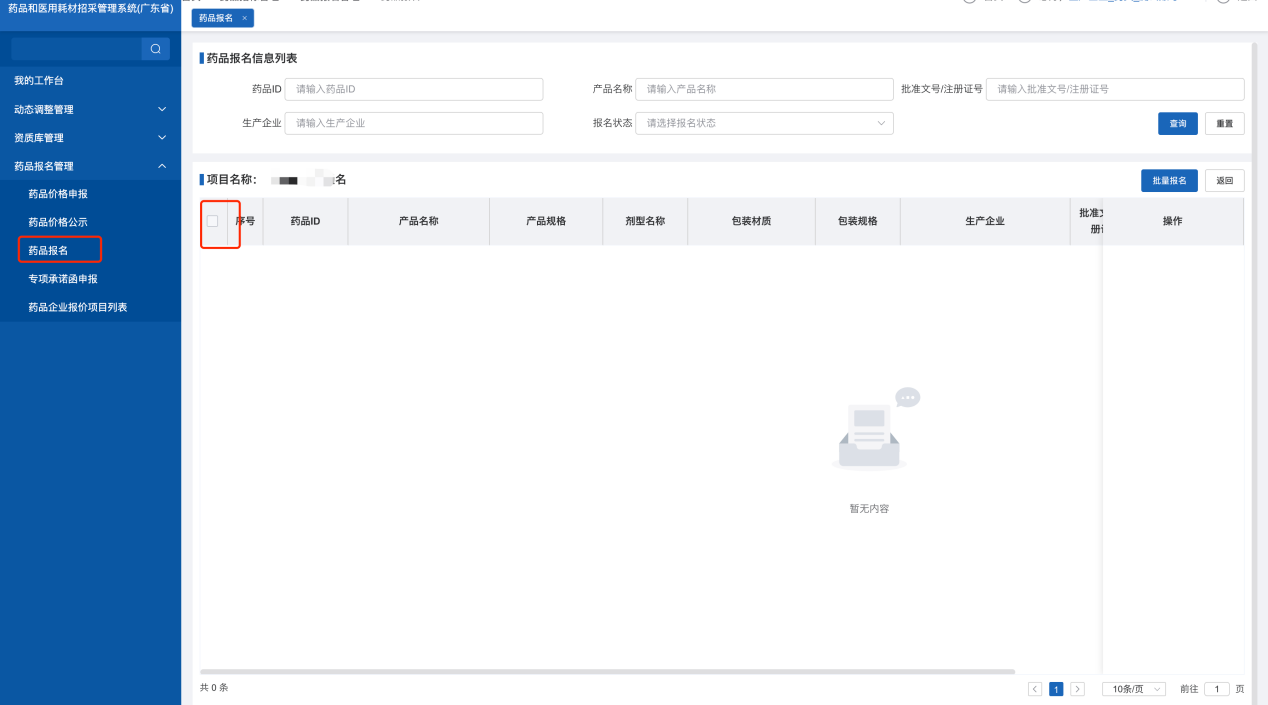 药品和医用耗材招采管理系统(广东省)
药品报名 ×
我的工作台
动态调整管理
资质库管理
药品报名管理
药品价格申报
药品价格公示
药品报名
专项承诺函申报
药品企业报价项目列表
药品报名信息列表
药品ID 请输入药品ID 产品名称 请输入产品名称 批准文号/注册证号 请输入批准文号/注册证号
生产企业 请输入生产企业 报名状态 请选择报名状态 查询 重置
项目名称: 名 批量报名 返回
序号 药品ID 产品名称 产品规格 剂型名称 包装材质 包装规格 生产企业 批准 操作
册
暂无内容
共 0 条 1 10条/页 前往 1 页